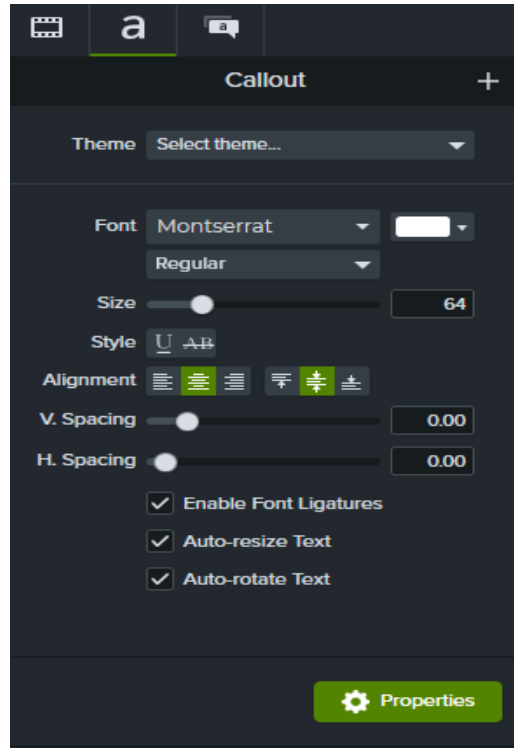 a
a
Callout
Theme Select theme...
Font Montserrat
Regular
Size 64
Style U AB
Alignment
V. Spacing 0.00
H. Spacing 0.00
Enable Font Ligatures
Auto-resize Text
Auto-rotate Text
Properties